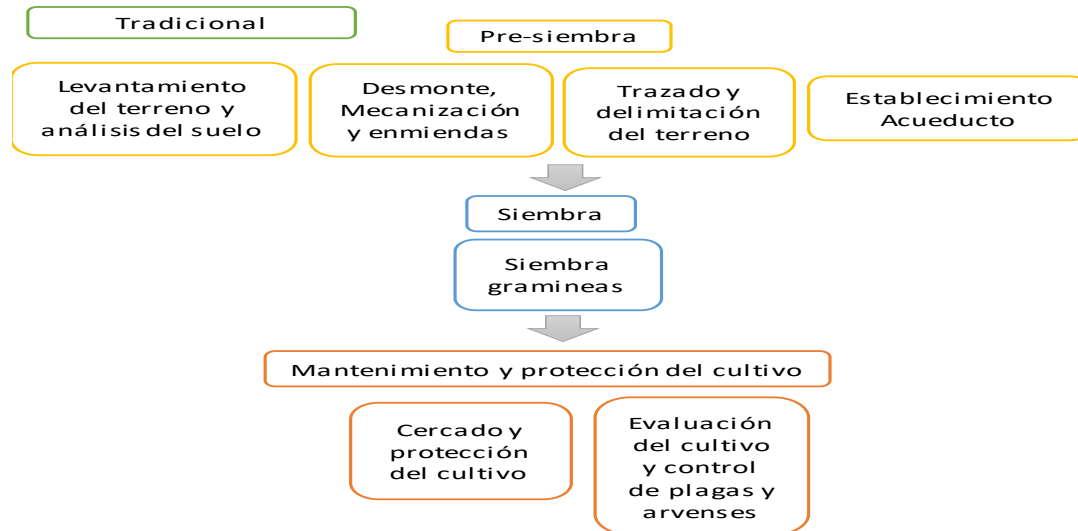 Tradicional
Pre-siembra
Levantamiento
del terreno y
análisis del suelo
Desmonte,
Mecanización
y enmiendas
Trazado y
delimitación
del terreno
Establecimiento
Acueducto
Siembra
Siembra
gramineas
Mantenimiento y protección del cultivo
Cercado y
protección
del cultivo
Evaluación
del cultivo
y control
de plagas y
arvenses